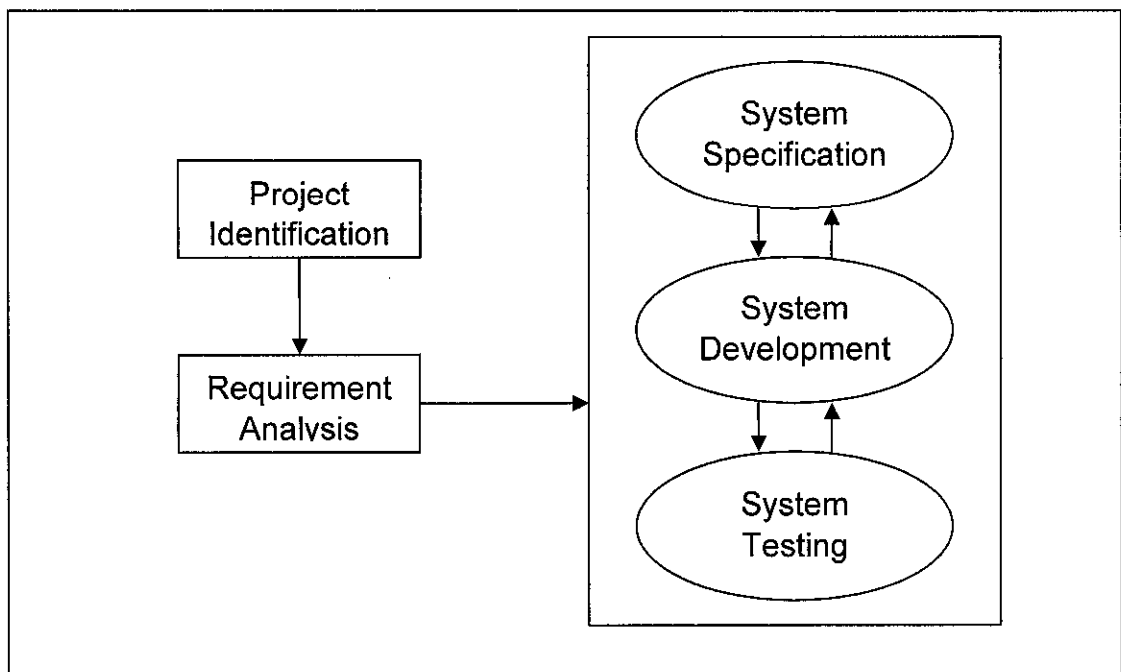 Project
Identification
Requirement
Analysis
System
Specification
System
Development
System
Testing